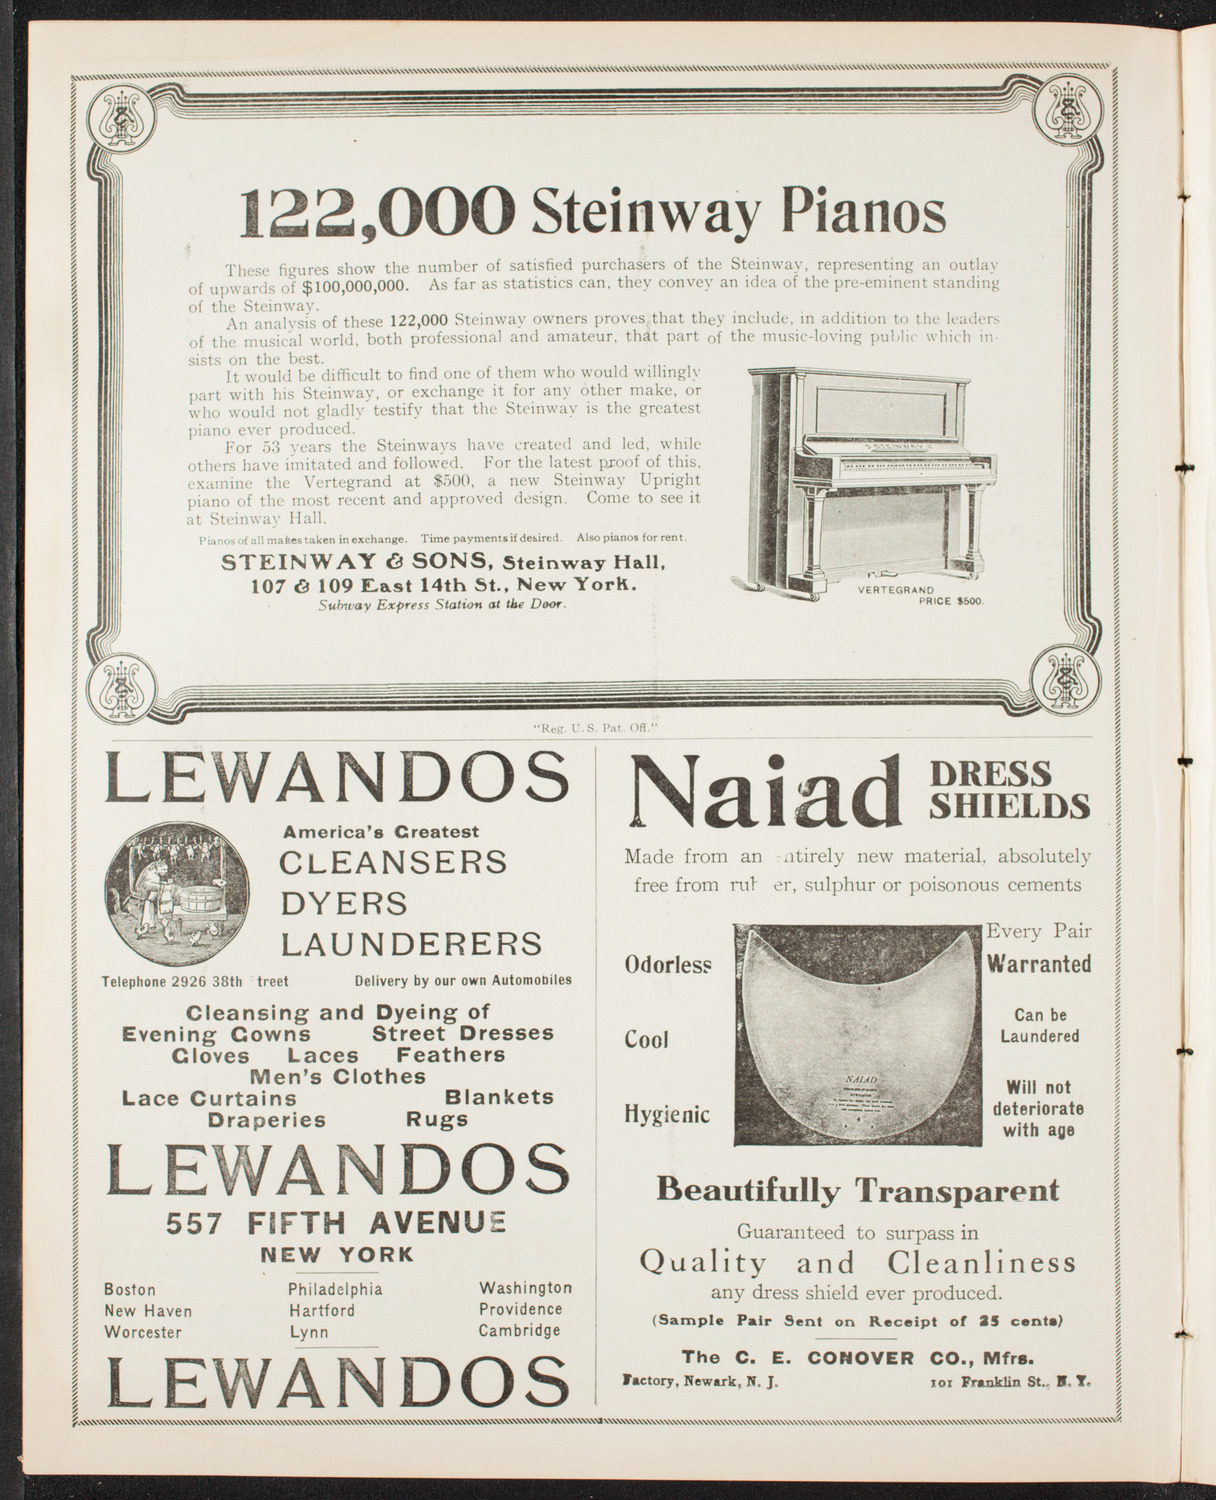 122,000 Steinway Pianos
These figures show the number of satisfied purchasers of the Steinway, representing an outlay
of upwards of $100,000,000. As far as statistics can, they convey an idea of the pre-eminent standing
of the Steinway.
An analysis of these 122,000 Steinway owners proves that they include, in addition to the leaders
of the musical world, both professional and amateur, that part of the music-loving public which in-
sists on the best.
It would be difficult to find one of them who would willingly
part with his Steinway, or exchange it for any other make, or
who would not gladly testify that the Steinway is the greatest
piano ever produced.
For 53 years the Steinways have created and led, while
others have imitated and followed. For the latest proof of this,
examine the Vertegrand at $500, a new Steinway Upright
piano of the most recent and approved design. Come to see it
at Steinway Hall.
Pianos of all makes taken in exchange. Time payments if desired. Also pianos for rent.
STEINWAY & SONS, Steinway Hall,
107 & 109 East 14th St., New York.
Subway Express Station at the Door.
STEINWAY
VERTEGRAND
PRICE $500.
"Reg. U.S. Pat. Off."
LEWANDOS
America's Greatest
CLEANSERS
DYERS
LAUNDERERS
Telephone 2926 38th treet Delivery by our own Automobiles
Cleansing and Dyeing of
Evening Gowns Street Dresses
Gloves Laces Feathers
Men's Clothes
Lace Curtains Blankets
Draperies Rugs
LEWANDOS
557 FIFTH AVENUE
NEW YORK
Boston Philadelphia Washington
New Haven Hartford Providence
Worcester Lynn Cambridge
LEWANDOS
Naiad DRESS
SHIELDS
Made from an ntirely new material, absolutely
free from rub er, sulphur or poisonous cements
Odorless
Cool
Hygienic
NAIAD
Every Pair
Warranted
Can be
Laundered
Will not
deteriorate
with age
Beautifully Transparent
Guaranteed to surpass in
Quality and Cleanliness
any dress shield ever produced.
(Sample Pair Sent on Receipt of 25 cents)
The C. E. CONOVER CO., Mfrs.
Factory, Newark, N. J. 101 Franklin St., N. Y.